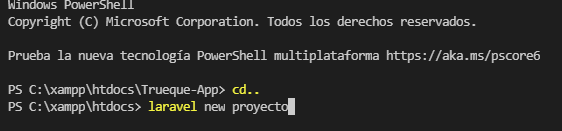 Windows PowerShell
Copyright (C) Microsoft Corporation. Todos los derechos reservados.
Prueba la nueva tecnología PowerShell multiplataforma https://aka.ms/pscore6
PS C:\xampp\htdocs\Trueque-App> cd..
PS C:\xampp\htdocs> laravel new proyecto